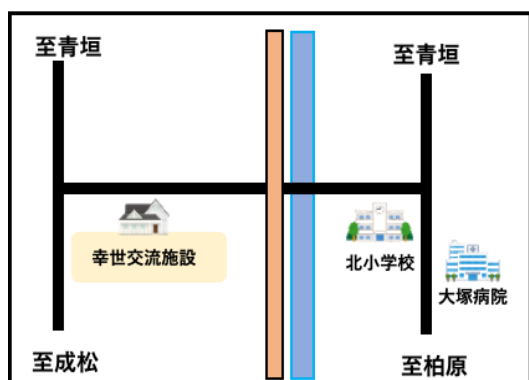 至青垣
至青垣
幸世交流施設
北小学校
大塚病院
至成松
至柏原